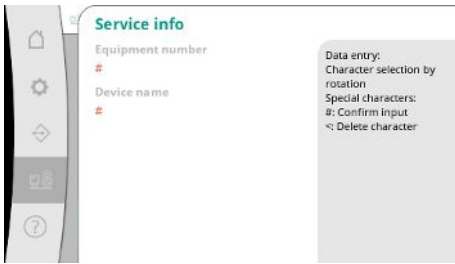 Service info
Equipment number
#
Device name
#
Data entry:
Character selection by
rotation
Special characters:
#: Confirm input
<: Delete character
?